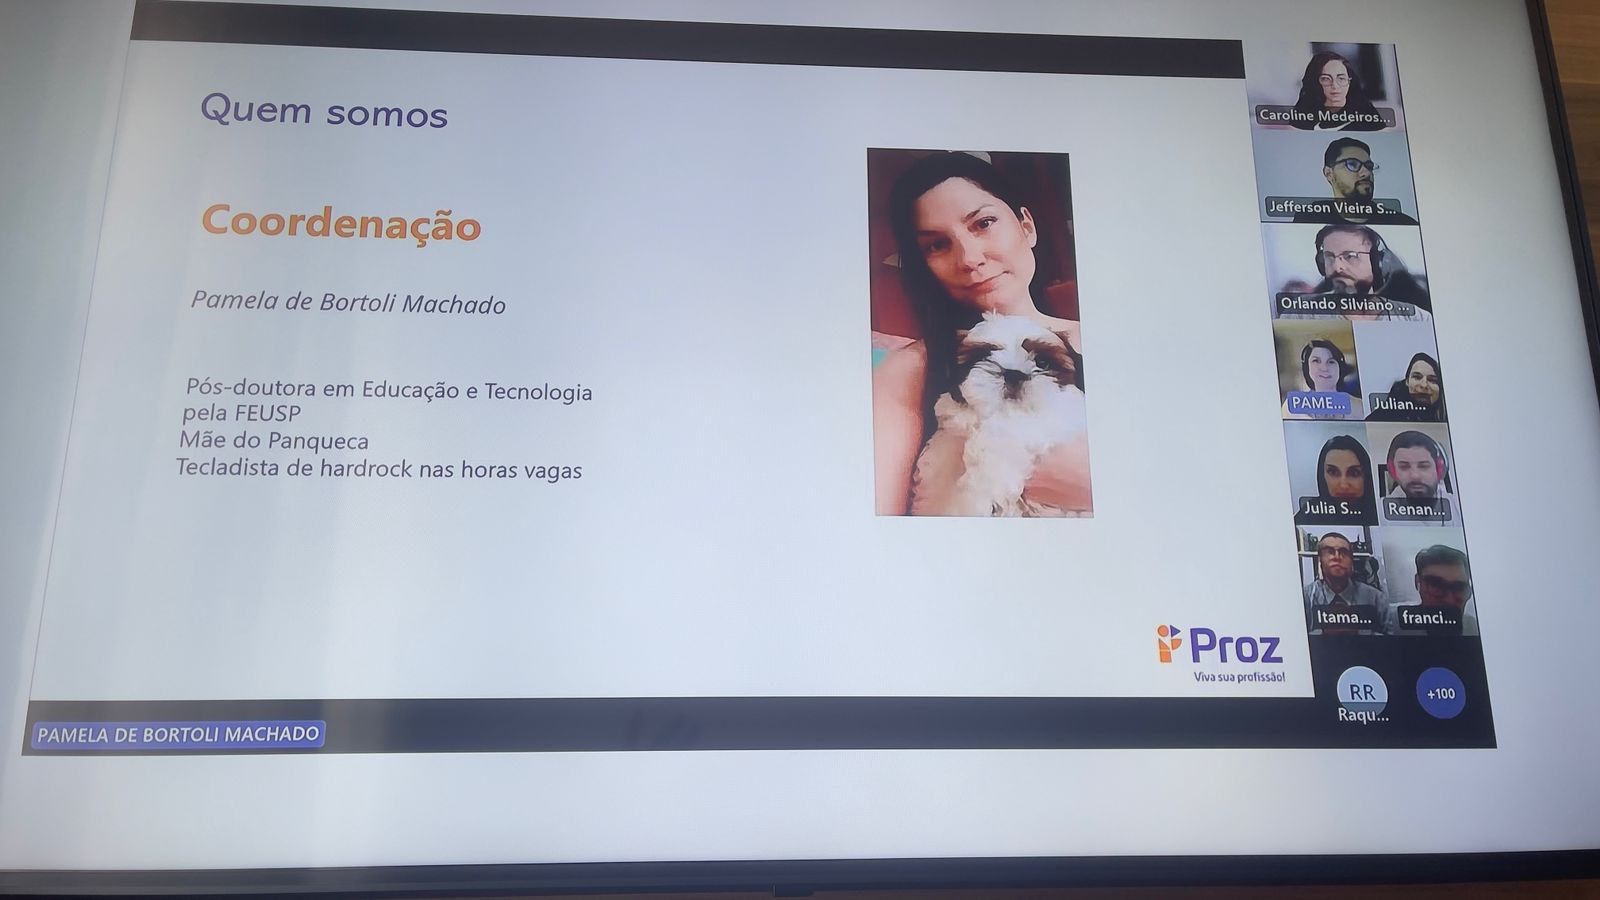 Quem somos
Coordenação
Pamela de Bortoli Machado
Pós-doutora em Educação e Tecnologia
pela FEUSP
Mãe do Panqueca
Tecladista de hardrock nas horas vagas
Proz
Viva sua profissão!
PAMELA DE BORTOLI MACHADO
Caroline Medeiros...
Jefferson Vieira S...
Orlando Silviano ...
PAME...
Julian...
Julia S...
Renan...
Itama...
franci...
RR
Raqu...
+100